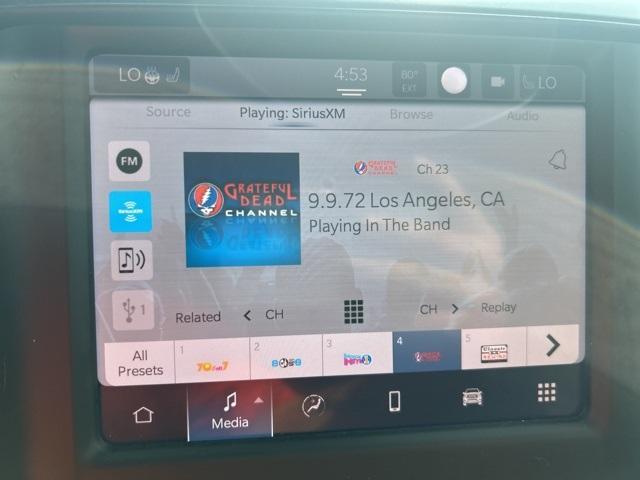 LO 4:53 80° EXT LO
Source Playing: SiriusXM Browse Audio
FM
SiriusXM
1
GRATEFUL DEAD CHANNEL
Ch 23
9.9.72 Los Angeles, CA
Playing In The Band
Related CH CH Replay
All Presets
1 2 3 4 5
Media